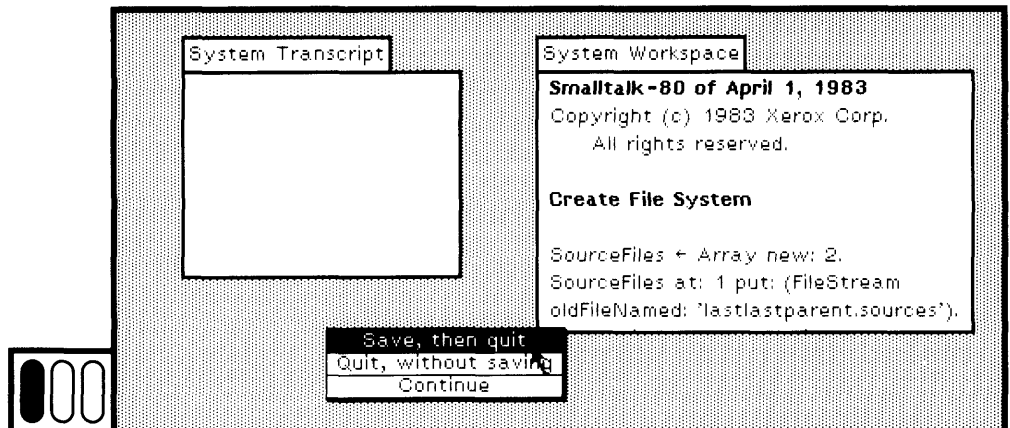 System Transcript
System Workspace
Smalltalk-80 of April 1, 1983
Copyright (c) 1983 Xerox Corp.
All rights reserved.
Create File System
SourceFiles ← Array new: 2.
SourceFiles at: 1 put: (FileStream
oldFileNamed: 'lastlastparent.sources').
Save, then quit
Quit, without saving
Continue